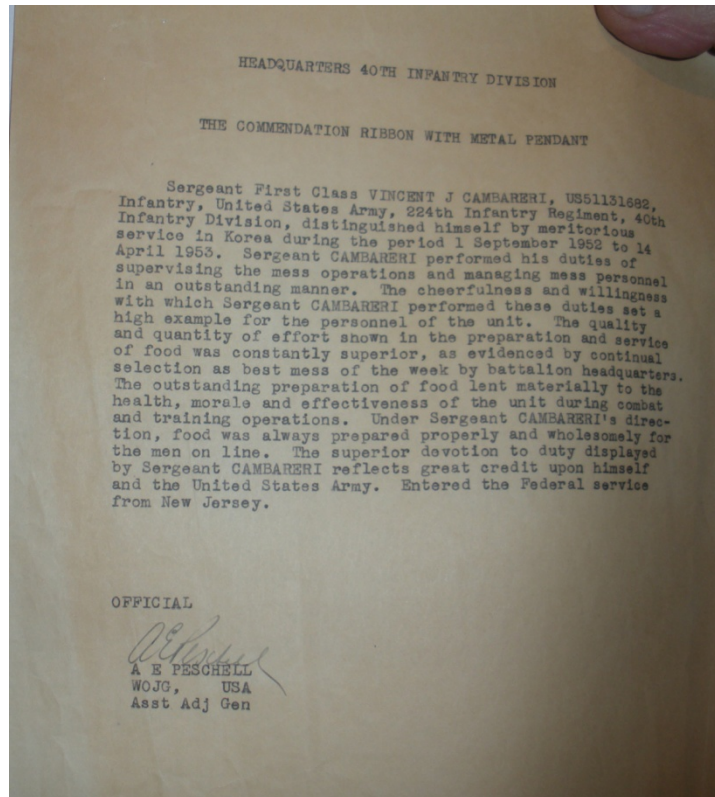 HEADQUARTERS 40TH INFANTRY DIVISION
THE COMMENDATION RIBBON WITH METAL PENDANT
Sergeant First Class VINCENT J CAMBARERI, US51131682,
Infantry, United States Army, 224th Infantry Regiment, 40th
Infantry Division, distinguished himself by meritorious
service in Korea during the period 1 September 1952 to 14
April 1953. Sergeant CAMBARERI performed his duties of
supervising the mess operations and managing mess personnel
in an outstanding manner. The cheerfulness and willingness
with which Sergeant CAMBARERI performed these duties set a
high example for the personnel of the unit. The quality
and quantity of effort shown in the preparation and service
of food was constantly superior, as evidenced by continual
selection as best mess of the week by battalion headquarters.
The outstanding preparation of food lent materially to the
health, morale and effectiveness of the unit during combat
and training operations. Under Sergeant CAMBARERI's direc-
tion, food was always prepared properly and wholesomely for
the men on line. The superior devotion to duty displayed
by Sergeant CAMBARERI reflects great credit upon himself
and the United States Army. Entered the Federal service
from New Jersey.
OFFICIAL
A E Peschell
A E PESCHELL
WOJG, USA
Asst Adj Gen